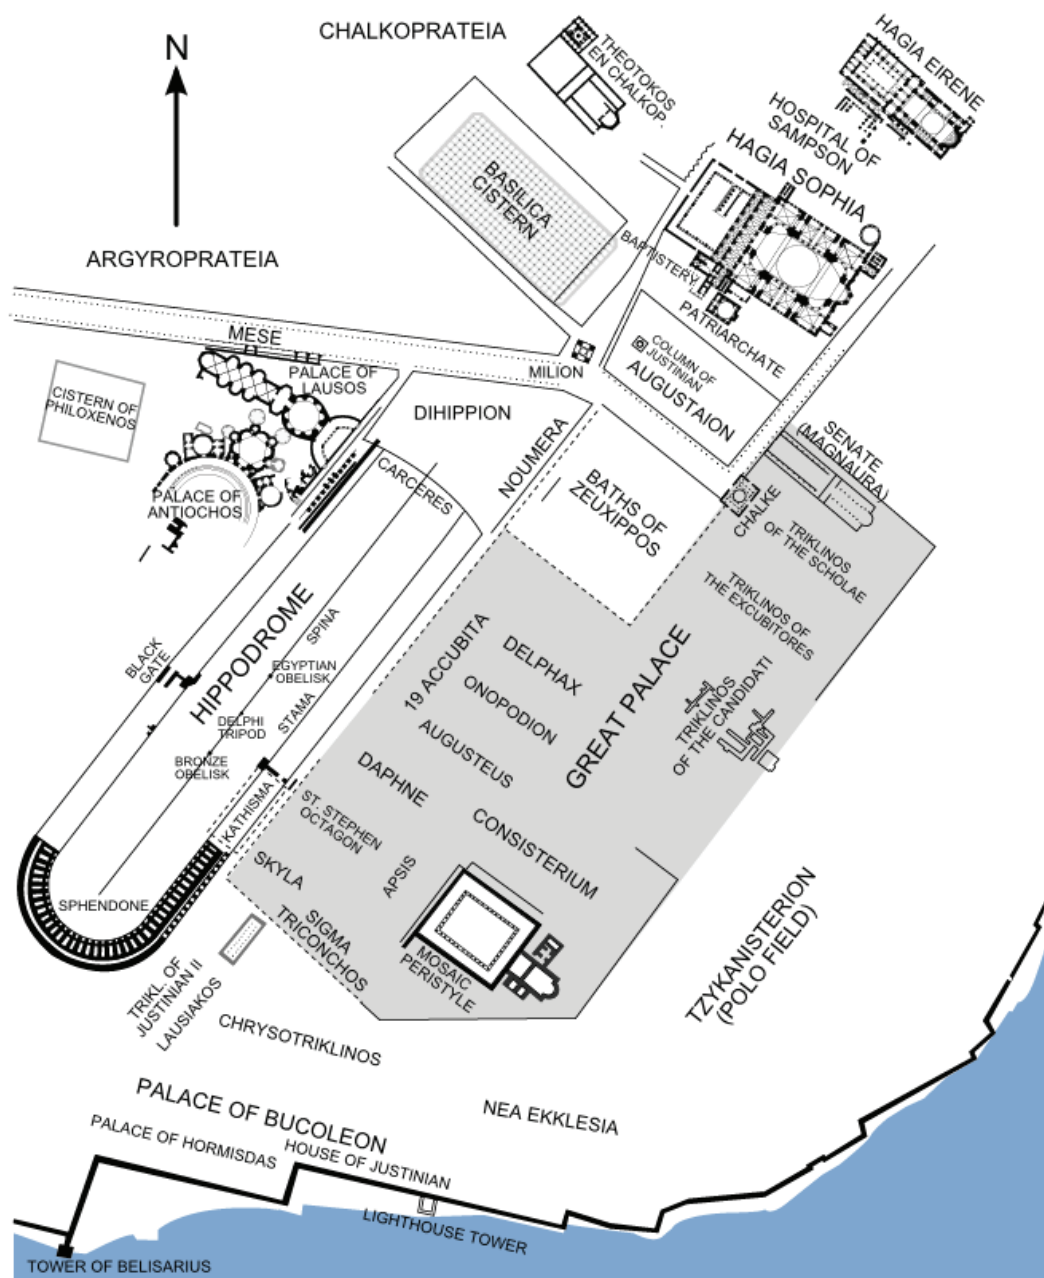 CHALKOPRATEIA
N
THEOTOKOS
EN CHALKOP.
HAGIA EIRENE
HOSPITAL OF
SAMPSON
HAGIA SOPHIA
BASILICA
CISTERN
BAPTISTERY
PATRIARCHATE
ARGYROPRATEIA
MESE
MILION
COLUMN OF
JUSTINIAN
AUGUSTAION
PALACE OF
LAUSOS
CISTERN OF
PHILOXENOS
DIHIPPION
NOUMERA
SENATE
(MAGNAURA)
CARCERES
BATHS OF
ZEUXIPPOS
CHALKE
PALACE OF
ANTIOCHOS
TRIKLINOS
OF THE SCHOLAE
TRIKLINOS OF
THE EXCUBITORES
HIPPODROME
SPINA
BLACK
GATE
EGYPTIAN
OBELISK
STAMA
DELPHI
TRIPOD
BRONZE
OBELISK
19 ACCUBITA
DELPHAX
ONOPODION
AUGUSTEUS
GREAT PALACE
TRIKLINOS
OF THE CANDIDATI
DAPHNE
KATHISMA
ST. STEPHEN
OCTAGON
CONSISTERIUM
APSIS
SKYLA
SPHENDONE
SIGMA
TRICONCHOS
MOSAIC
PERISTYLE
TZYKANISTERION
(POLO FIELD)
TRIKL. OF
JUSTINIAN II
LAUSIAKOS
CHRYSOTRIKLINOS
PALACE OF BUCOLEON
NEA EKKLESIA
PALACE OF HORMISDAS
HOUSE OF JUSTINIAN
LIGHTHOUSE TOWER
TOWER OF BELISARIUS